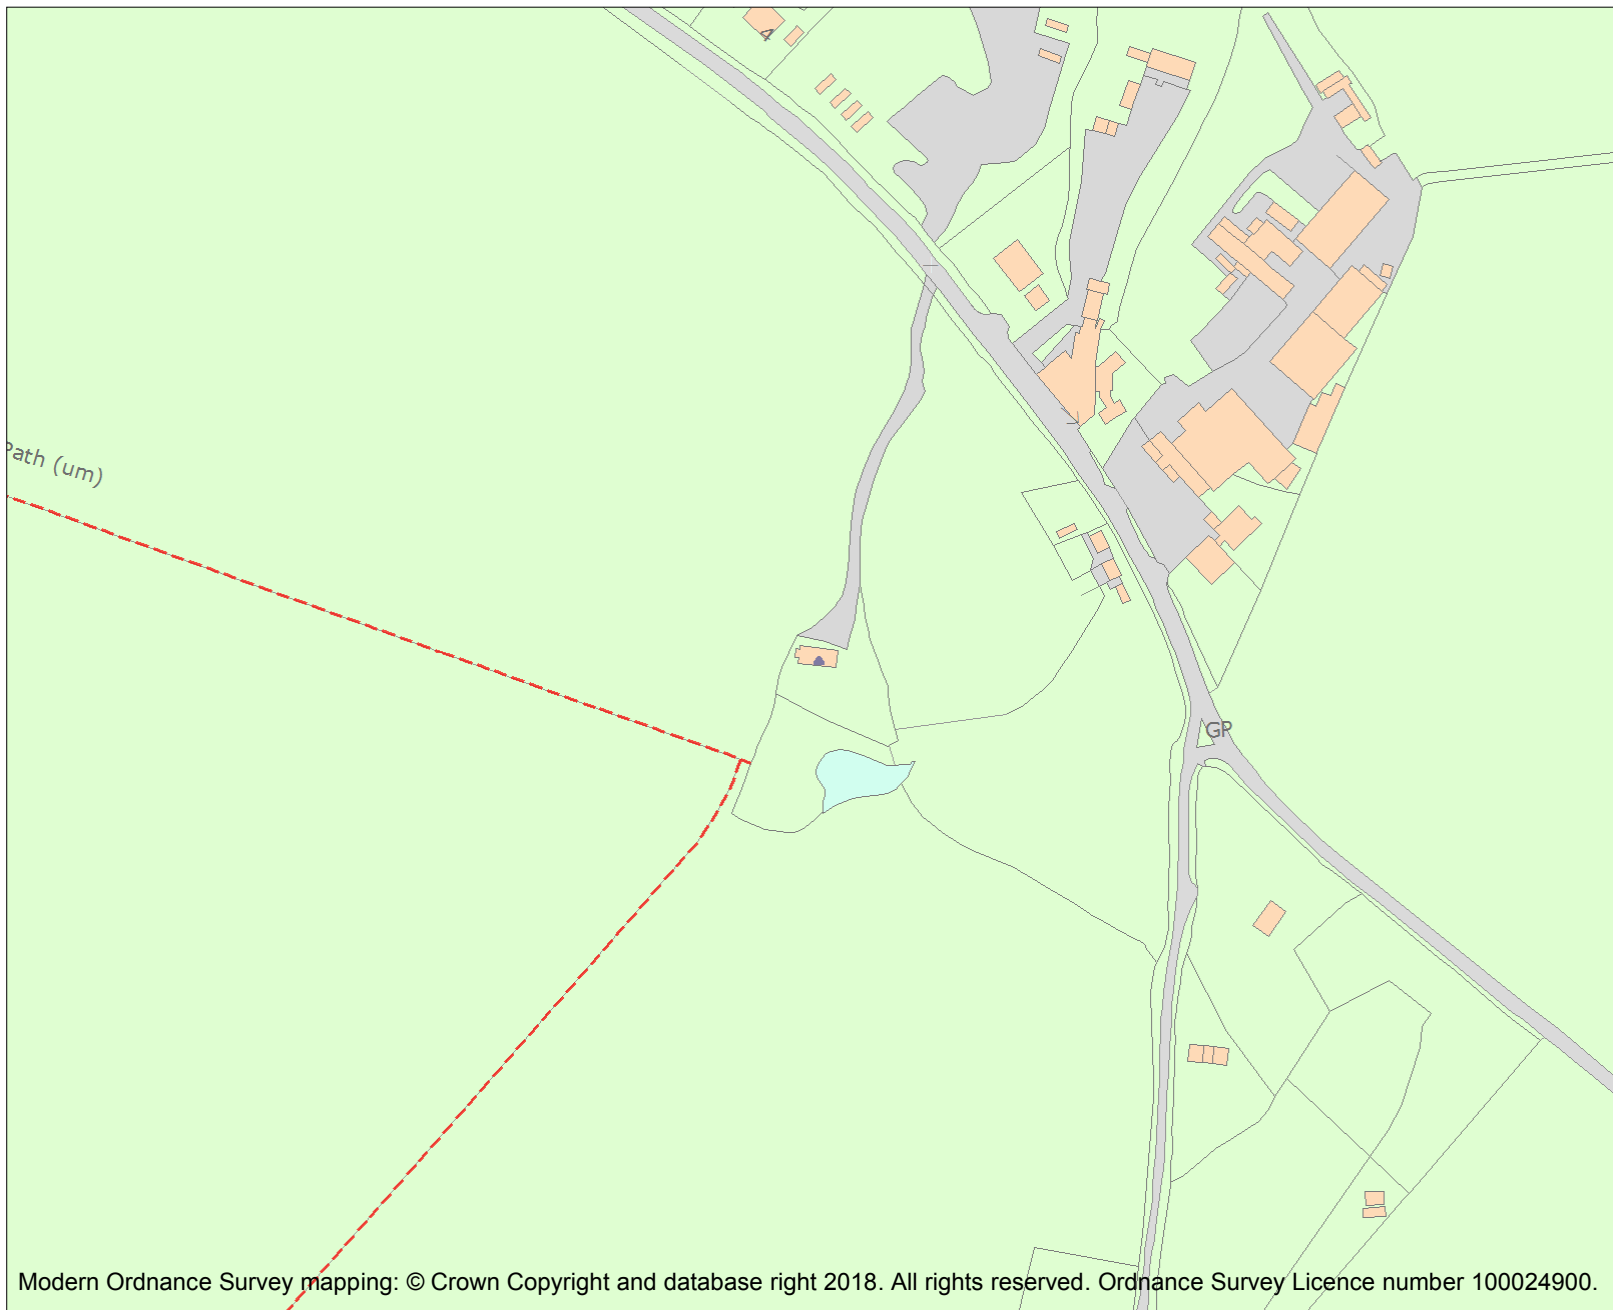 4
Path (um)
GP
Modern Ordnance Survey mapping: © Crown Copyright and database right 2018. All rights reserved. Ordnance Survey Licence number 100024900.